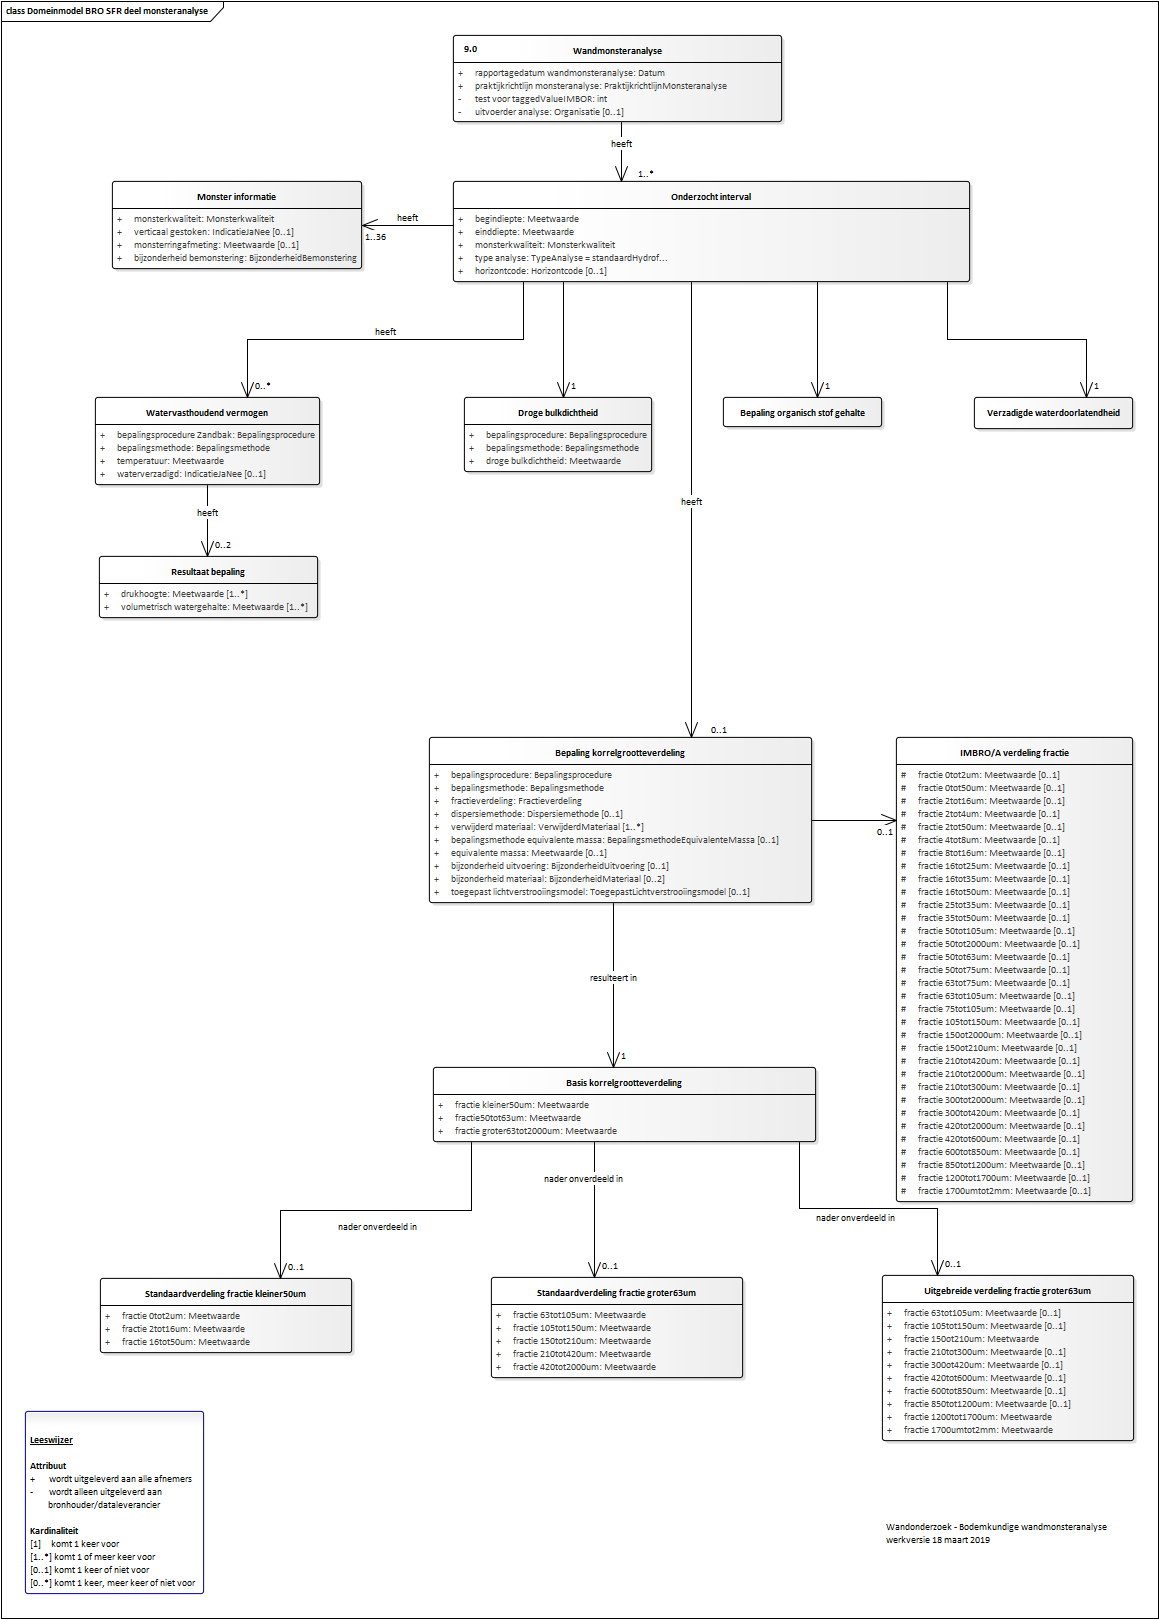 class Domeinmodel BRO SFR deel monsteranalyse
9.0 Wandmonsteranalyse
+ rapportagedatum wandmonsteranalyse: Datum
+ praktijkrichtlijn monsteranalyse: PraktijkrichtlijnMonsteranalyse
- test voor taggedValueIMBOR: int
- uitvoerder analyse: Organisatie [0..1]
heeft
1..*
Monster informatie
+ monsterkwaliteit: Monsterkwaliteit
+ verticaal gestoken: IndicatieJaNee [0..1]
+ monsterringafmeting: Meetwaarde [0..1]
+ bijzonderheid bemonstering: BijzonderheidBemonstering
heeft
1..36
Onderzocht interval
+ begindiepte: Meetwaarde
+ einddiepte: Meetwaarde
+ monsterkwaliteit: Monsterkwaliteit
+ type analyse: TypeAnalyse = standaardHydrof...
+ horizontcode: Horizontcode [0..1]
heeft
0..*
1
1
1
Watervasthoudend vermogen
+ bepalingsprocedure Zandbak: Bepalingsprocedure
+ bepalingsmethode: Bepalingsmethode
+ temperatuur: Meetwaarde
+ waterverzadigd: IndicatieJaNee [0..1]
Droge bulkdichtheid
+ bepalingsprocedure: Bepalingsprocedure
+ bepalingsmethode: Bepalingsmethode
+ droge bulkdichtheid: Meetwaarde
Bepaling organisch stof gehalte
Verzadigde waterdoorlatendheid
heeft
0..2
heeft
Resultaat bepaling
+ drukhoogte: Meetwaarde [1..*]
+ volumetrisch watergehalte: Meetwaarde [1..*]
0..1
Bepaling korrelgrootteverdeling
+ bepalingsprocedure: Bepalingsprocedure
+ bepalingsmethode: Bepalingsmethode
+ fractieverdeling: Fractieverdeling
+ dispersiemethode: Dispersiemethode [0..1]
+ verwijderd materiaal: VerwijderdMateriaal [1..*]
+ bepalingsmethode equivalente massa: BepalingsmethodeEquivalenteMassa [0..1]
+ equivalente massa: Meetwaarde [0..1]
+ bijzonderheid uitvoering: BijzonderheidUitvoering [0..1]
+ bijzonderheid materiaal: BijzonderheidMateriaal [0..2]
+ toegepast lichtverstrooiingsmodel: ToegepastLichtverstrooiingsmodel [0..1]
0..1
IMBRO/A verdeling fractie
# fractie 0tot2um: Meetwaarde [0..1]
# fractie 0tot50um: Meetwaarde [0..1]
# fractie 2tot16um: Meetwaarde [0..1]
# fractie 2tot4um: Meetwaarde [0..1]
# fractie 2tot50um: Meetwaarde [0..1]
# fractie 4tot8um: Meetwaarde [0..1]
# fractie 8tot16um: Meetwaarde [0..1]
# fractie 16tot25um: Meetwaarde [0..1]
# fractie 16tot35um: Meetwaarde [0..1]
# fractie 16tot50um: Meetwaarde [0..1]
# fractie 25tot35um: Meetwaarde [0..1]
# fractie 35tot50um: Meetwaarde [0..1]
# fractie 50tot105um: Meetwaarde [0..1]
# fractie 50tot2000um: Meetwaarde [0..1]
# fractie 50tot63um: Meetwaarde [0..1]
# fractie 50tot75um: Meetwaarde [0..1]
# fractie 63tot75um: Meetwaarde [0..1]
# fractie 63tot105um: Meetwaarde [0..1]
# fractie 75tot105um: Meetwaarde [0..1]
# fractie 105tot150um: Meetwaarde [0..1]
# fractie 150ot2000um: Meetwaarde [0..1]
# fractie 150ot210um: Meetwaarde [0..1]
# fractie 210tot420um: Meetwaarde [0..1]
# fractie 210tot2000um: Meetwaarde [0..1]
# fractie 210tot300um: Meetwaarde [0..1]
# fractie 300tot2000um: Meetwaarde [0..1]
# fractie 300tot420um: Meetwaarde [0..1]
# fractie 420tot2000um: Meetwaarde [0..1]
# fractie 420tot600um: Meetwaarde [0..1]
# fractie 600tot850um: Meetwaarde [0..1]
# fractie 850tot1200um: Meetwaarde [0..1]
# fractie 1200tot1700um: Meetwaarde [0..1]
# fractie 1700umtot2mm: Meetwaarde [0..1]
resulteert in
1
Basis korrelgrootteverdeling
+ fractie kleiner50um: Meetwaarde
+ fractie50tot63um: Meetwaarde
+ fractie groter63tot2000um: Meetwaarde
nader onverdeeld in
nader onverdeeld in
nader onverdeeld in
0..1
0..1
0..1
Standaardverdeling fractie kleiner50um
+ fractie 0tot2um: Meetwaarde
+ fractie 2tot16um: Meetwaarde
+ fractie 16tot50um: Meetwaarde
Standaardverdeling fractie groter63um
+ fractie 63tot105um: Meetwaarde
+ fractie 105tot150um: Meetwaarde
+ fractie 150tot210um: Meetwaarde
+ fractie 210tot420um: Meetwaarde
+ fractie 420tot2000um: Meetwaarde
Uitgebreide verdeling fractie groter63um
+ fractie 63tot105um: Meetwaarde [0..1]
+ fractie 105tot150um: Meetwaarde [0..1]
+ fractie 150ot210um: Meetwaarde
+ fractie 210tot300um: Meetwaarde [0..1]
+ fractie 300ot420um: Meetwaarde [0..1]
+ fractie 420tot600um: Meetwaarde [0..1]
+ fractie 600tot850um: Meetwaarde [0..1]
+ fractie 850tot1200um: Meetwaarde [0..1]
+ fractie 1200tot1700um: Meetwaarde
+ fractie 1700umtot2mm: Meetwaarde
Leeswijzer
Attribuut
+ wordt uitgeleverd aan alle afnemers
- wordt alleen uitgeleverd aan
bronhouder/dataleverancier
Kardinaliteit
[1] komt 1 keer voor
[1..*] komt 1 of meer keer voor
[0..1] komt 1 keer of niet voor
[0..*] komt 1 keer, meer keer of niet voor
Wandonderzoek - Bodemkundige wandmonsteranalyse
werkversie 18 maart 2019